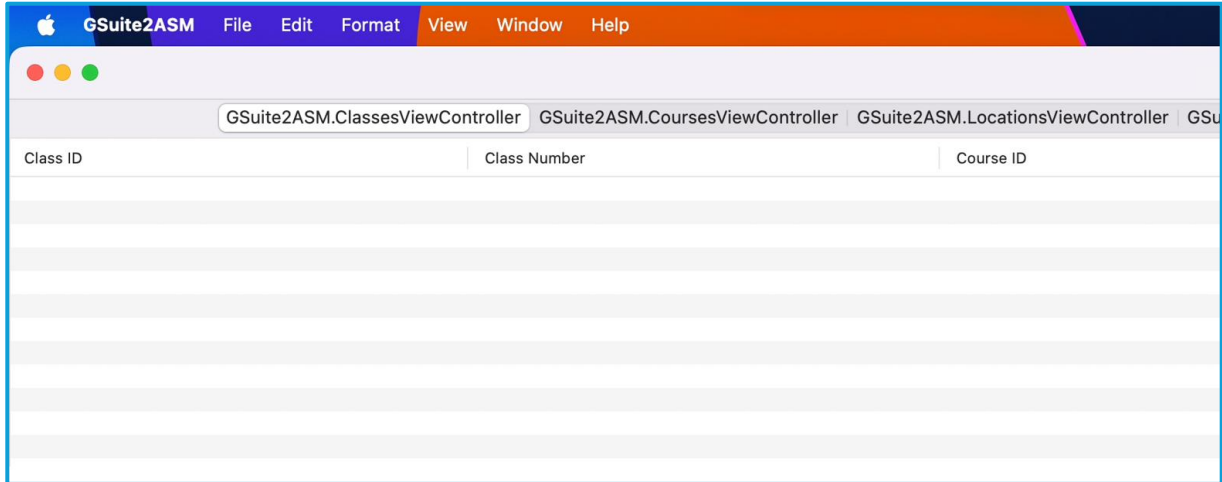 GSuite2ASM File Edit Format View Window Help
GSuite2ASM.ClassesViewController GSuite2ASM.CoursesViewController GSuite2ASM.LocationsViewController GSu
Class ID Class Number Course ID